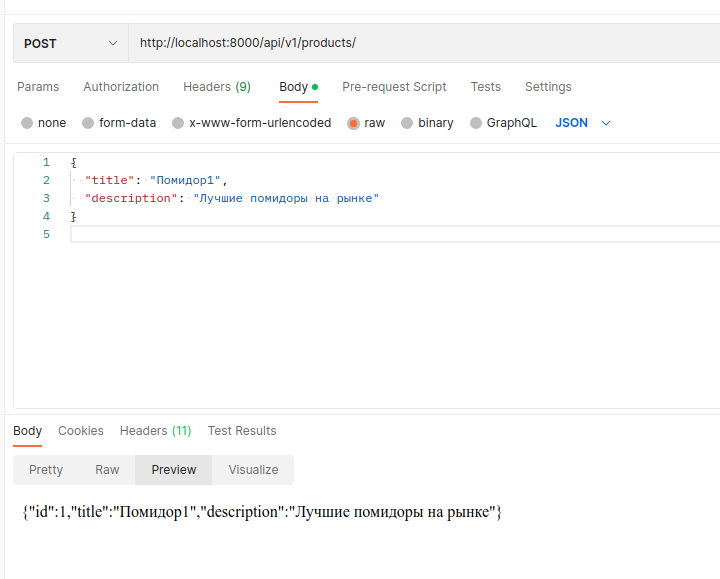 POST http://localhost:8000/api/v1/products/
Params Authorization Headers (9) Body Pre-request Script Tests Settings
none form-data x-www-form-urlencoded raw binary GraphQL JSON
1 {
2 "title": "Помидор1",
3 "description": "Лучшие помидоры на рынке"
4 }
5
Body Cookies Headers (11) Test Results
Pretty Raw Preview Visualize
{"id":1,"title":"Помидор1","description":"Лучшие помидоры на рынке"}